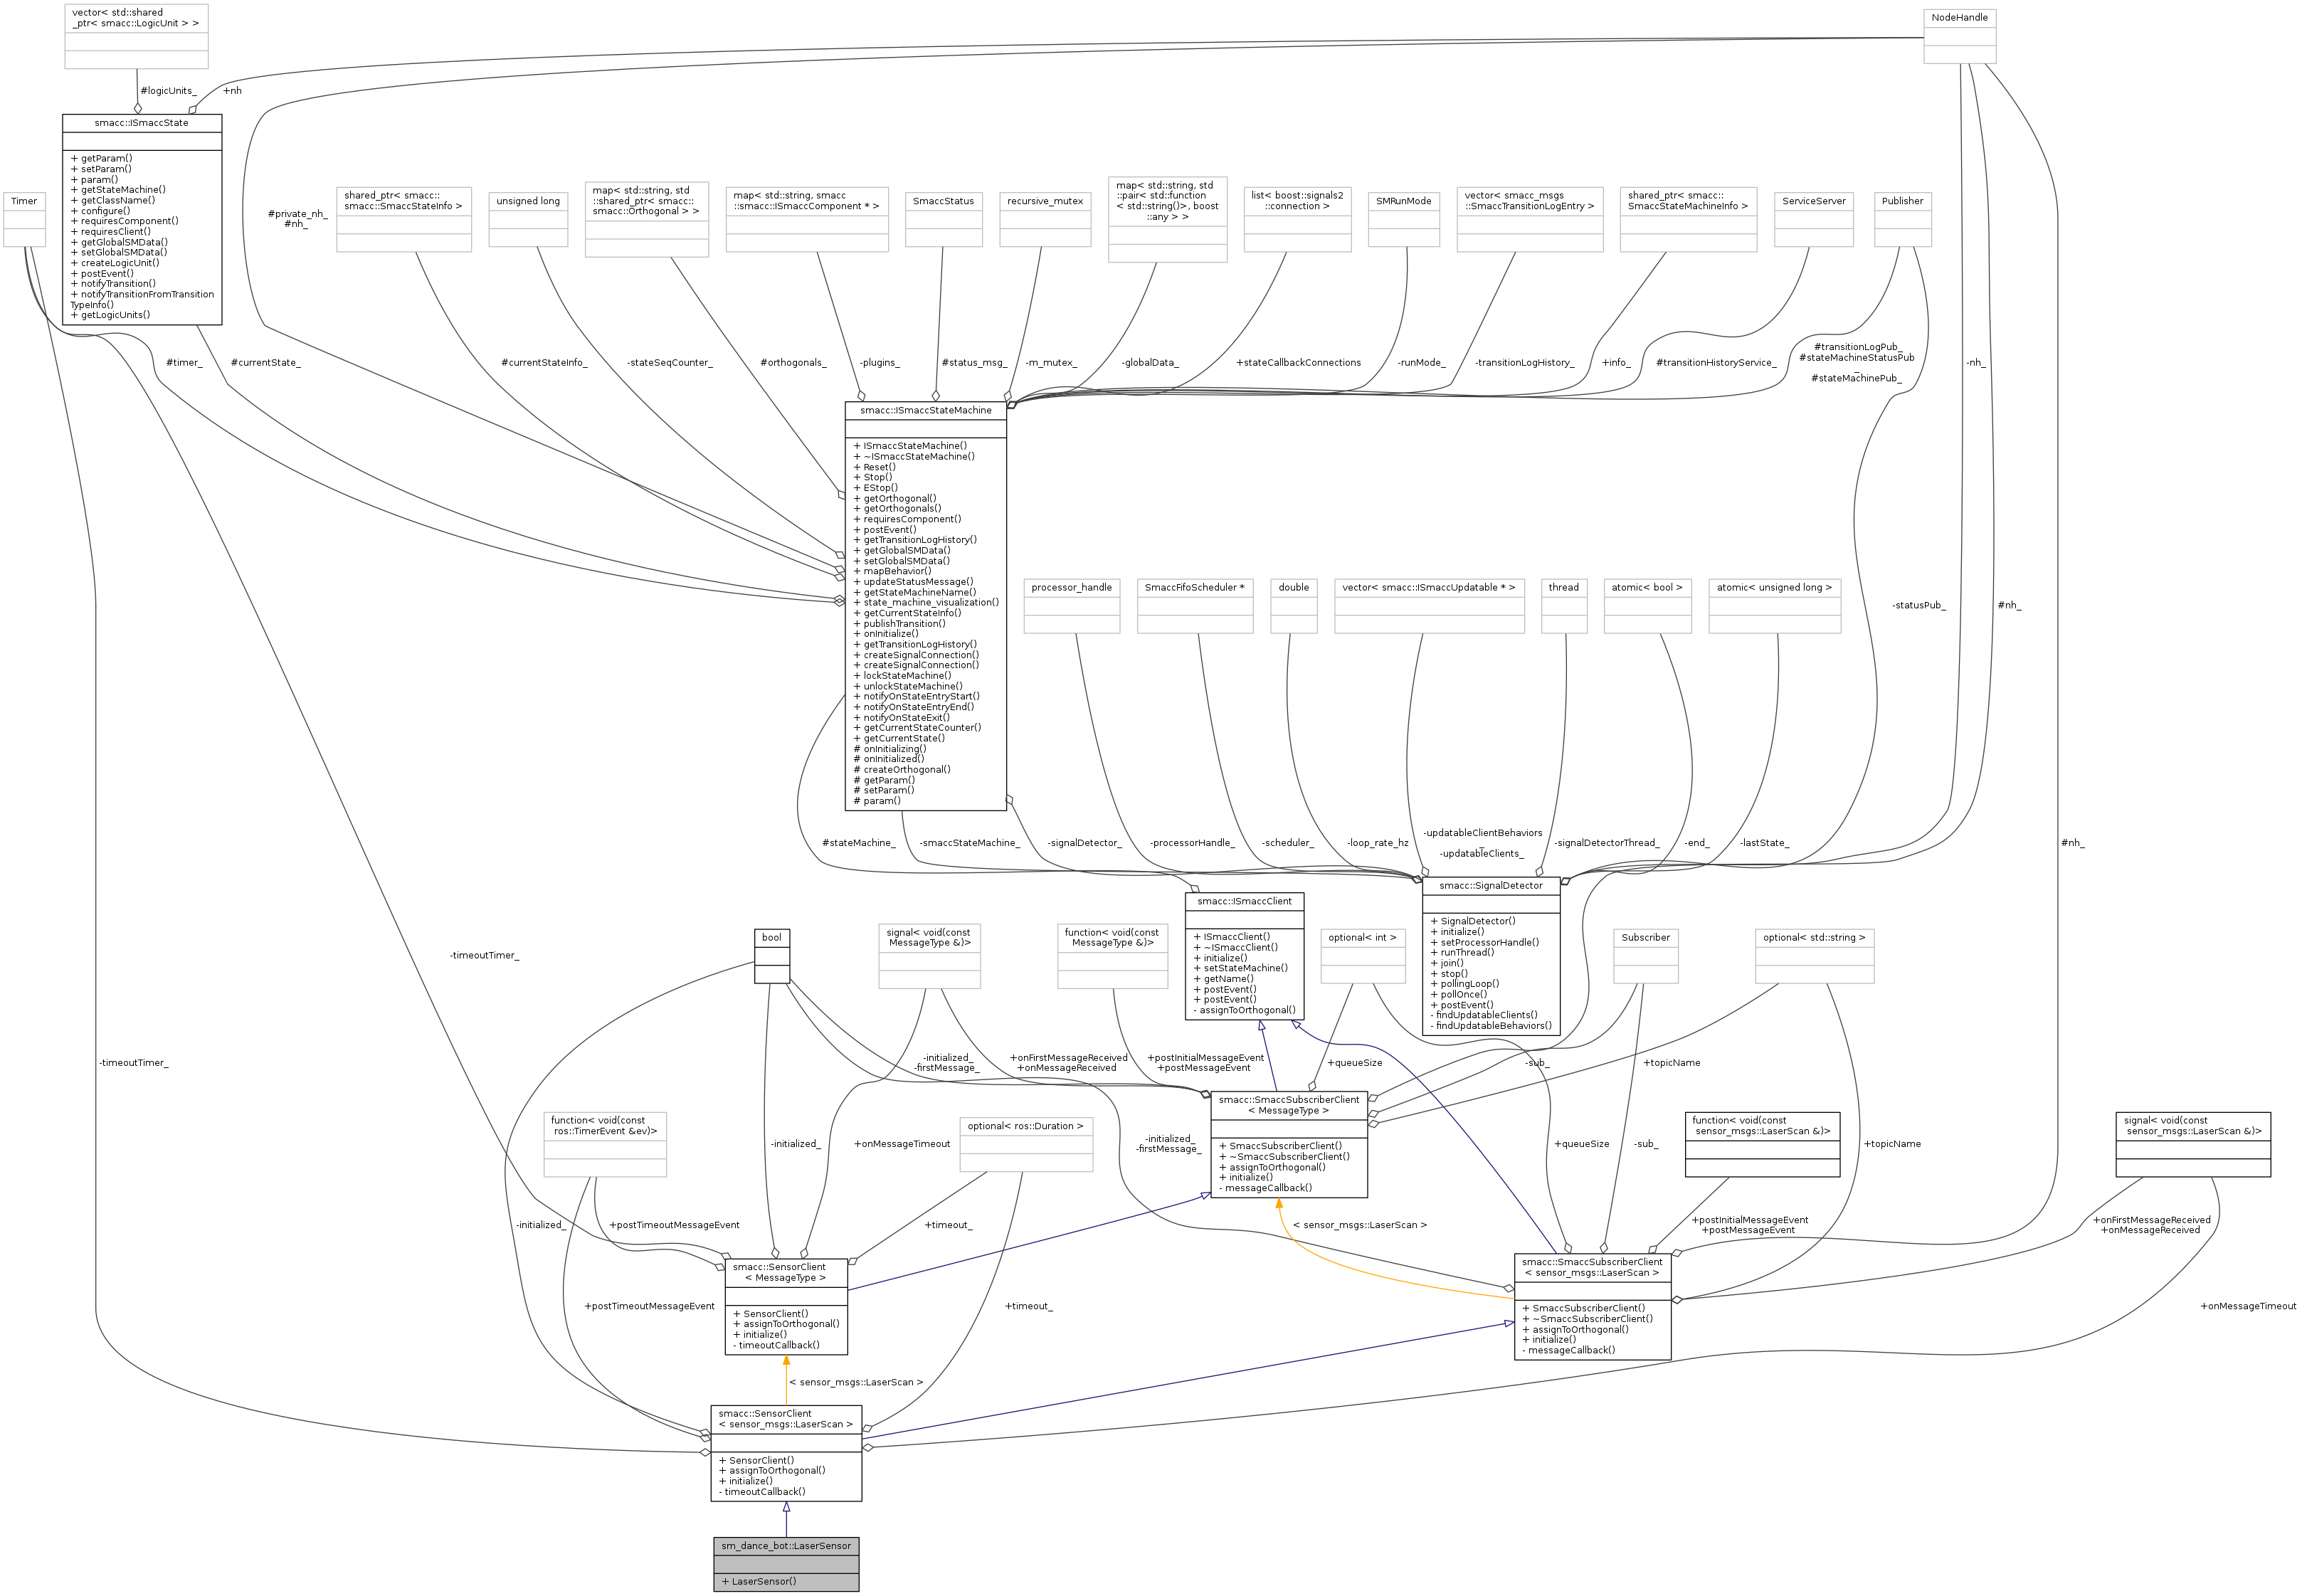 vector< std::shared
_ptr< smacc::LogicUnit > >
NodeHandle
#logicUnits_
+nh
smacc::ISmaccState
+ getParam()
+ setParam()
+ param()
+ getStateMachine()
+ getClassName()
+ configure()
+ requiresComponent()
+ requiresClient()
+ getGlobalSMData()
+ setGlobalSMData()
+ createLogicUnit()
+ postEvent()
+ notifyTransition()
+ notifyTransitionFromTransition
TypeInfo()
+ getLogicUnits()
Timer
#private_nh_
#nh_
shared_ptr< smacc::
smacc::SmaccStateInfo >
unsigned long
map< std::string, std
::shared_ptr< smacc::
smacc::Orthogonal > >
map< std::string, smacc
::smacc::ISmaccComponent * >
SmaccStatus
recursive_mutex
map< std::string, std
::pair< std::function
< std::string()>, boost
::any > >
list< boost::signals2
::connection >
SMRunMode
vector< smacc_msgs
::SmaccTransitionLogEntry >
shared_ptr< smacc::
SmaccStateMachineInfo >
ServiceServer
Publisher
#timer_
#currentState_
#currentStateInfo_
-stateSeqCounter_
#orthogonals_
-plugins_
#status_msg_
-m_mutex_
-globalData_
+stateCallbackConnections
-runMode_
-transitionLogHistory_
+info_
#transitionHistoryService_
#transitionLogPub_
#stateMachineStatusPub
_
#stateMachinePub_
-nh_
smacc::ISmaccStateMachine
+ ISmaccStateMachine()
+ ~ISmaccStateMachine()
+ Reset()
+ Stop()
+ EStop()
+ getOrthogonal()
+ getOrthogonals()
+ requiresComponent()
+ postEvent()
+ getTransitionLogHistory()
+ getGlobalSMData()
+ setGlobalSMData()
+ mapBehavior()
+ updateStatusMessage()
+ getStateMachineName()
+ state_machine_visualization()
+ getCurrentStateInfo()
+ publishTransition()
+ onInitialize()
+ getTransitionLogHistory()
+ createSignalConnection()
+ createSignalConnection()
+ lockStateMachine()
+ unlockStateMachine()
+ notifyOnStateEntryStart()
+ notifyOnStateEntryEnd()
+ notifyOnStateExit()
+ getCurrentStateCounter()
+ getCurrentState()
# onInitializing()
# onInitialized()
# createOrthogonal()
# getParam()
# setParam()
# param()
processor_handle
SmaccFifoScheduler *
double
vector< smacc::ISmaccUpdatable * >
thread
atomic< bool >
atomic< unsigned long >
-statusPub_
#nh_
#stateMachine_
-smaccStateMachine_
-signalDetector_
-processorHandle_
-scheduler_
-loop_rate_hz
-updatableClientBehaviors
_
-updatableClients_
-signalDetectorThread_
-end_
-lastState_
#nh_
smacc::SignalDetector
+ SignalDetector()
+ initialize()
+ setProcessorHandle()
+ runThread()
+ join()
+ stop()
+ pollingLoop()
+ pollOnce()
+ postEvent()
- findUpdatableClients()
- findUpdatableBehaviors()
smacc::ISmaccClient
+ ISmaccClient()
+ ~ISmaccClient()
+ initialize()
+ setStateMachine()
+ getName()
+ postEvent()
+ postEvent()
- assignToOrthogonal()
-timeoutTimer_
bool
signal< void(const
MessageType &)>
function< void(const
MessageType &)>
optional< int >
Subscriber
optional< std::string >
-timeoutTimer_
-initialized_
-firstMessage_
+onFirstMessageReceived
+onMessageReceived
+postInitialMessageEvent
+postMessageEvent
+queueSize
-sub_
+topicName
smacc::SmaccSubscriberClient
< MessageType >
+ SmaccSubscriberClient()
+ ~SmaccSubscriberClient()
+ assignToOrthogonal()
+ initialize()
- messageCallback()
function< void(const
ros::TimerEvent &ev)>
-initialized_
+onMessageTimeout
optional< ros::Duration >
-initialized_
-firstMessage_
+queueSize
-sub_
function< void(const
sensor_msgs::LaserScan &)>
+topicName
signal< void(const
sensor_msgs::LaserScan &)>
-initialized_
+postTimeoutMessageEvent
+timeout_
< sensor_msgs::LaserScan >
+postInitialMessageEvent
+postMessageEvent
+onFirstMessageReceived
+onMessageReceived
smacc::SensorClient
< MessageType >
+ SensorClient()
+ assignToOrthogonal()
+ initialize()
- timeoutCallback()
smacc::SmaccSubscriberClient
< sensor_msgs::LaserScan >
+ SmaccSubscriberClient()
+ ~SmaccSubscriberClient()
+ assignToOrthogonal()
+ initialize()
- messageCallback()
+postTimeoutMessageEvent
+timeout_
+onMessageTimeout
< sensor_msgs::LaserScan >
smacc::SensorClient
< sensor_msgs::LaserScan >
+ SensorClient()
+ assignToOrthogonal()
+ initialize()
- timeoutCallback()
sm_dance_bot::LaserSensor
+ LaserSensor()